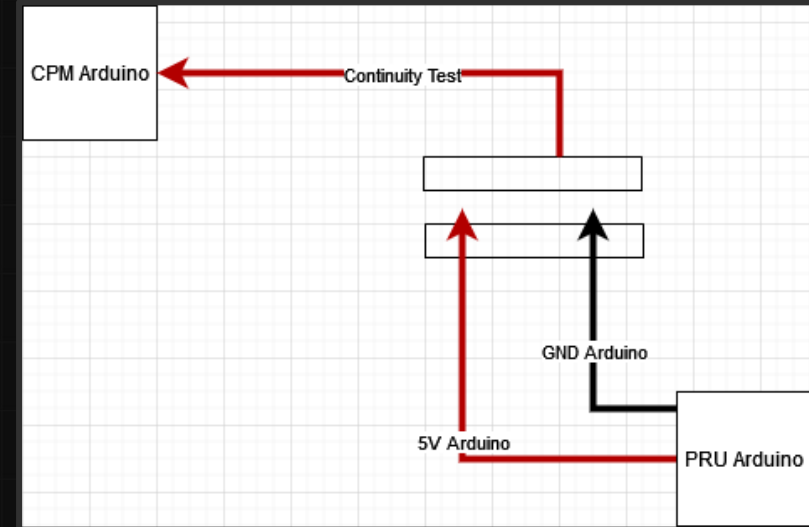 CPM Arduino
Continuity Test
GND Arduino
5V Arduino
PRU Arduino